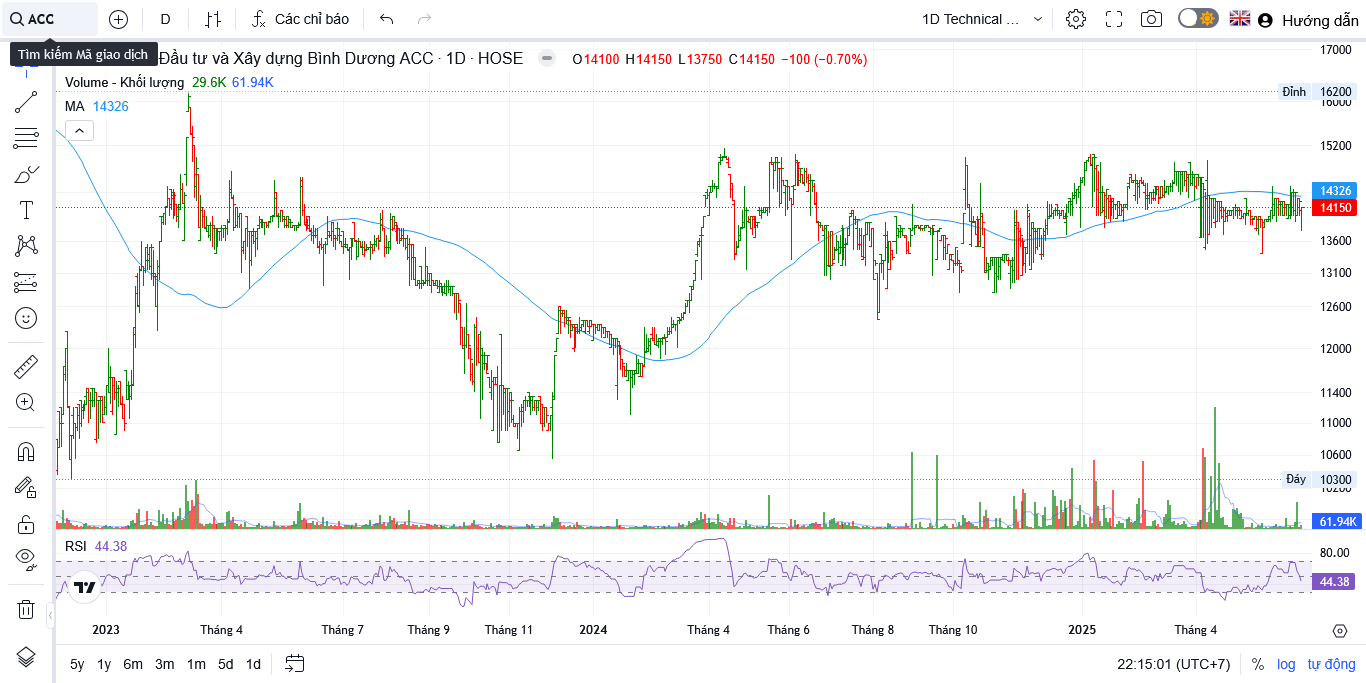 ACC
D
Các chỉ báo
1D Technical ...
Hướng dẫn
Tìm kiếm Mã giao dịch
Đầu tư và Xây dựng Bình Dương ACC · 1D · HOSE
O14100 H14150 L13750 C14150 −100 (−0.70%)
Volume - Khối lượng 29.6K 61.94K
MA 14326
17000
Đỉnh 16200
16000
15200
14326
14150
13600
13100
12600
12000
11400
11000
10600
Đáy 10300
10200
61.94K
RSI 44.38
80.00
44.38
2023 Tháng 4 Tháng 7 Tháng 9 Tháng 11 2024 Tháng 4 Tháng 6 Tháng 8 Tháng 10 2025 Tháng 4
5y 1y 6m 3m 1m 5d 1d
22:15:01 (UTC+7) % log tự động